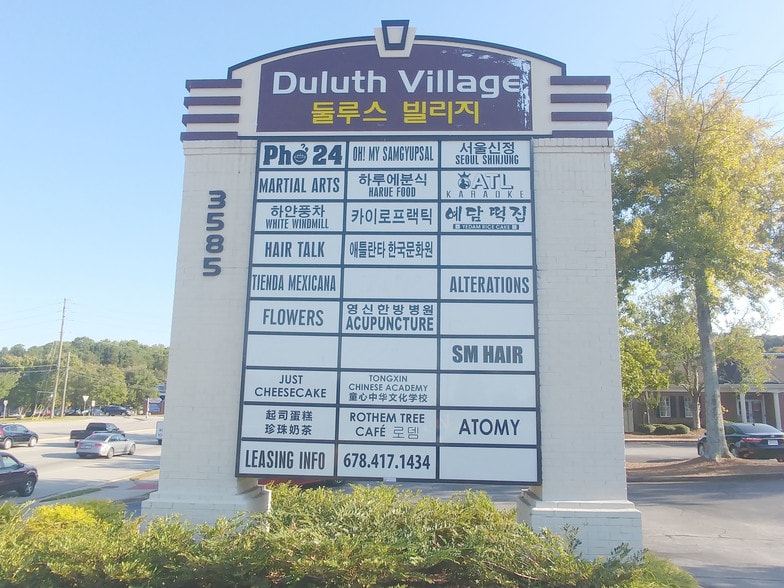 Duluth Village
둘루스 빌리지
3585
Pho 24
OH! MY SAMGYUPSAL
서울신정
SEOUL SHINJUNG
MARTIAL ARTS
하루에분식
HARUE FOOD
ATL
KARAOKE
하얀풍차
WHITE WINDMILL
카이로프랙틱
예담떡집
YEDAM RICE CAKE
HAIR TALK
애틀란타 한국문화원
TIENDA MEXICANA
ALTERATIONS
FLOWERS
영신한방병원
ACUPUNCTURE
SM HAIR
JUST
CHEESECAKE
TONGXIN
CHINESE ACADEMY
童心中华文化学校
起司蛋糕
珍珠奶茶
ROTHEM TREE
CAFÉ 로뎀
ATOMY
LEASING INFO
678.417.1434